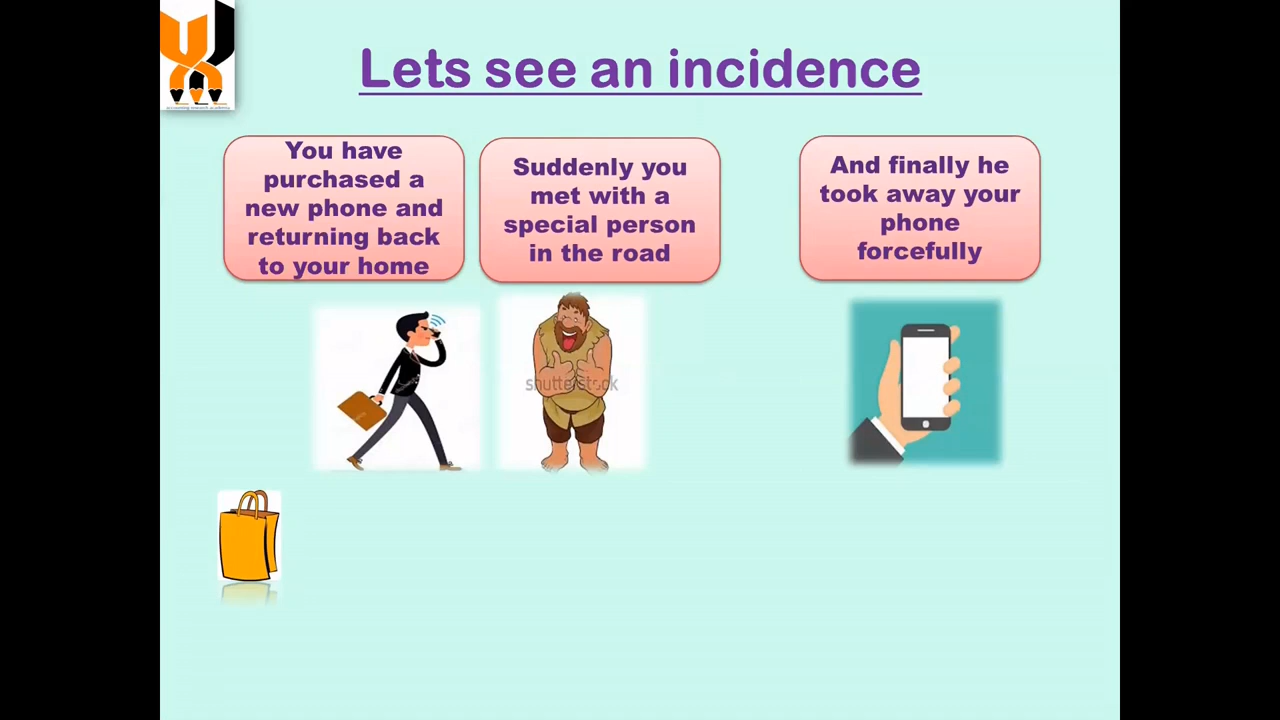 Lets see an incidence
You have
purchased a
new phone and
returning back
to your home
Suddenly you
met with a
special person
in the road
And finally he
took away your
phone
forcefully
shutterstock